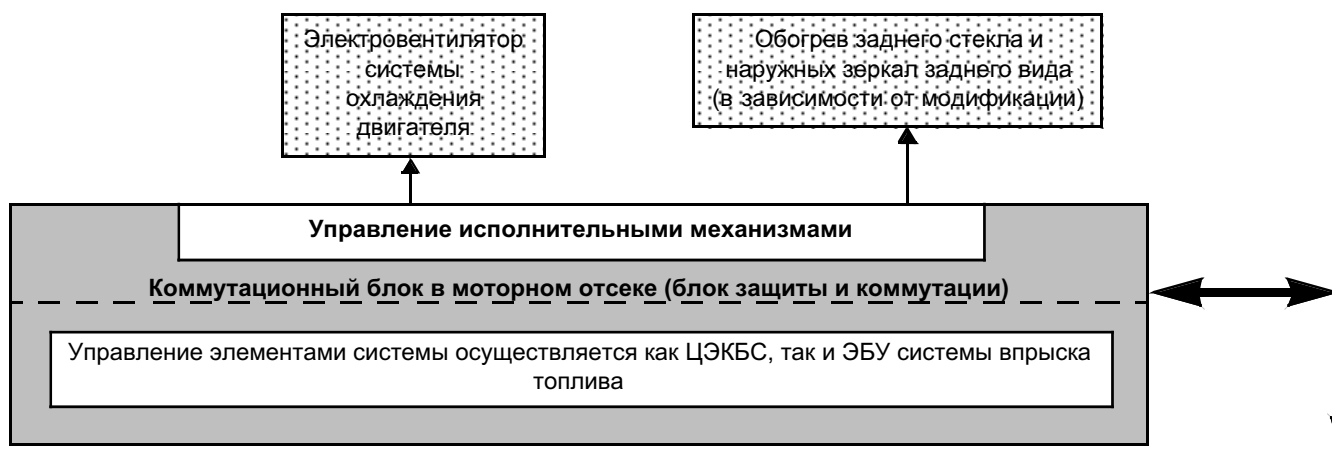 Электровентилятор
системы
охлаждения
двигателя
Обогрев заднего стекла и
наружных зеркал заднего вида
(в зависимости от модификации)
Управление исполнительными механизмами
Коммутационный блок в моторном отсеке (блок защиты и коммутации)
Управление элементами системы осуществляется как ЦЭКБС, так и ЭБУ системы впрыска
топлива